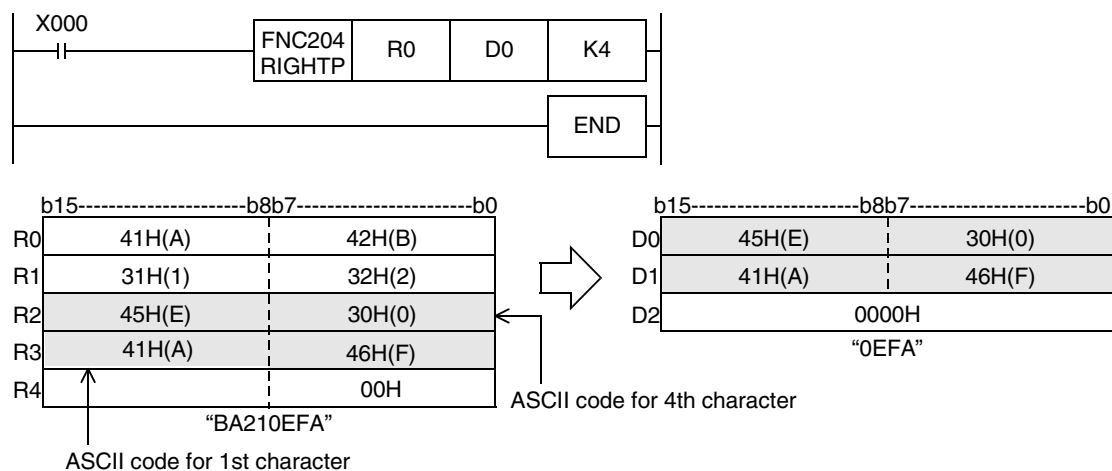 X000
FNC204 RIGHTP R0 D0 K4
END
b15-----------------------b8b7-----------------------b0
R0 41H(A) 42H(B)
R1 31H(1) 32H(2)
R2 45H(E) 30H(0)
R3 41H(A) 46H(F)
R4 00H
“BA210EFA”
ASCII code for 1st character
ASCII code for 4th character
b15-----------------------b8b7-----------------------b0
D0 45H(E) 30H(0)
D1 41H(A) 46H(F)
D2 0000H
“0EFA”